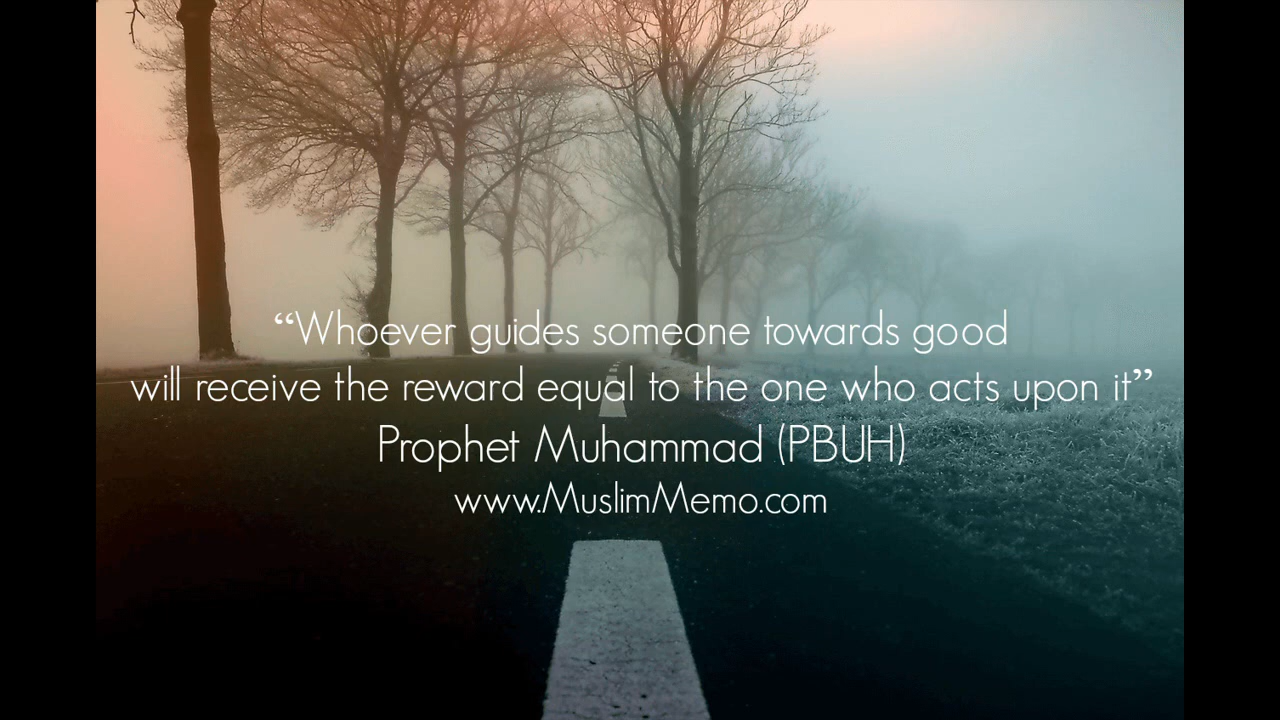 “Whoever guides someone towards good
will receive the reward equal to the one who acts upon it”
Prophet Muhammad (PBUH)
www.MuslimMemo.com